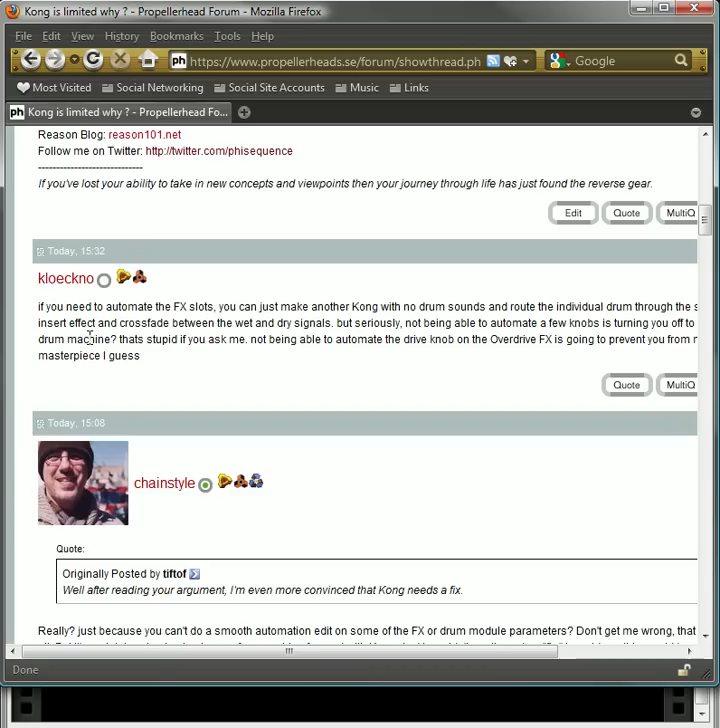 Kong is limited why ? - Propellerhead Forum - Mozilla Firefox
File Edit View History Bookmarks Tools Help
ph https://www.propellerheads.se/forum/showthread.ph Google
Most Visited Social Networking Social Site Accounts Music Links
ph Kong is limited why ? - Propellerhead Fo...
Reason Blog: reason101.net
Follow me on Twitter: http://twitter.com/phisequence
----------------------------
If you've lost your ability to take in new concepts and viewpoints then your journey through life has just found the reverse gear.
Edit Quote MultiQ
Today, 15:32
kloeckno
if you need to automate the FX slots, you can just make another Kong with no drum sounds and route the individual drum through the s
insert effect and crossfade between the wet and dry signals. but seriously, not being able to automate a few knobs is turning you off to
drum machine? thats stupid if you ask me. not being able to automate the drive knob on the Overdrive FX is going to prevent you from
masterpiece I guess
Quote MultiQ
Today, 15:08
chainstyle
Quote:
Originally Posted by tiftof
Well after reading your argument, I'm even more convinced that Kong needs a fix.
Really? just because you can't do a smooth automation edit on some of the FX or drum module parameters? Don't get me wrong, that
Done